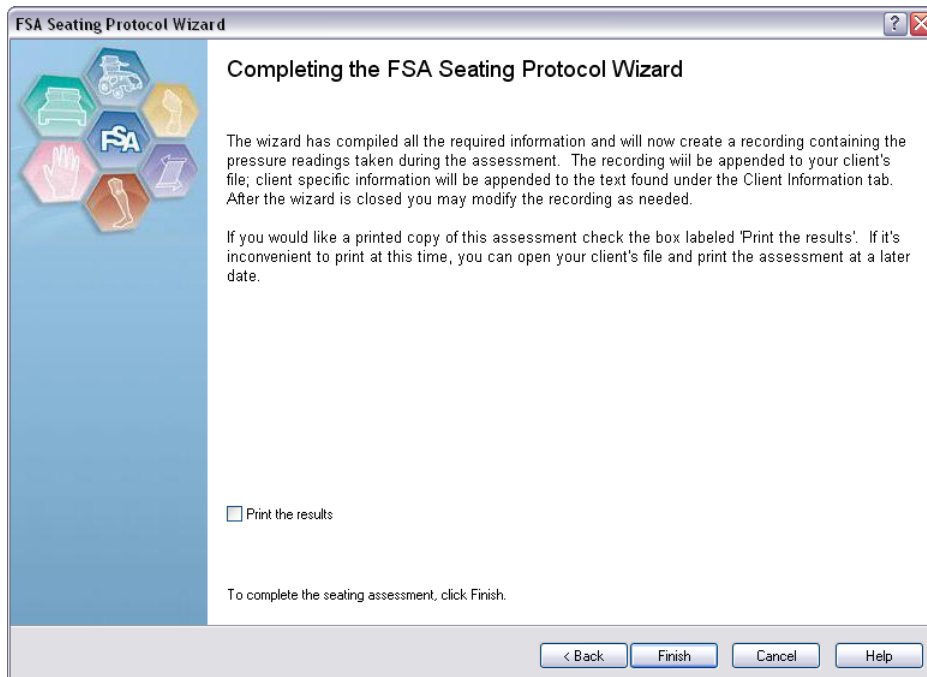 FSA Seating Protocol Wizard
FSA
Completing the FSA Seating Protocol Wizard
The wizard has compiled all the required information and will now create a recording containing the
pressure readings taken during the assessment. The recording will be appended to your client's
file; client specific information will be appended to the text found under the Client Information tab.
After the wizard is closed you may modify the recording as needed.
If you would like a printed copy of this assessment check the box labeled 'Print the results'. If it's
inconvenient to print at this time, you can open your client's file and print the assessment at a later
date.
Print the results
To complete the seating assessment, click Finish.
< Back Finish Cancel Help